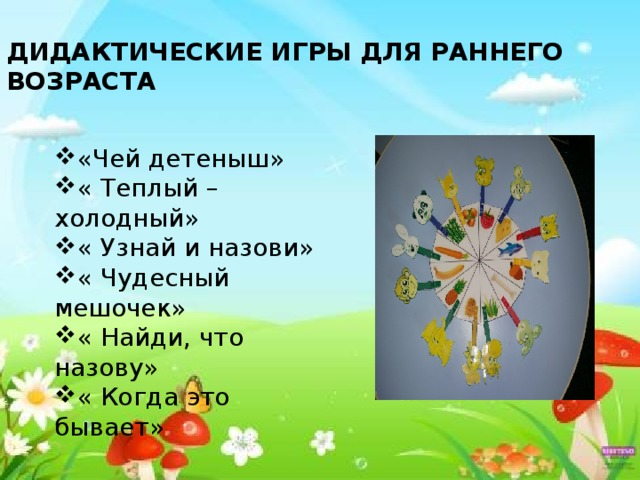 ДИДАКТИЧЕСКИЕ ИГРЫ ДЛЯ РАННЕГО
ВОЗРАСТА
«Чей детеныш»
« Теплый –
холодный»
« Узнай и назови»
« Чудесный
мешочек»
« Найди, что
назову»
« Когда это
бывает»